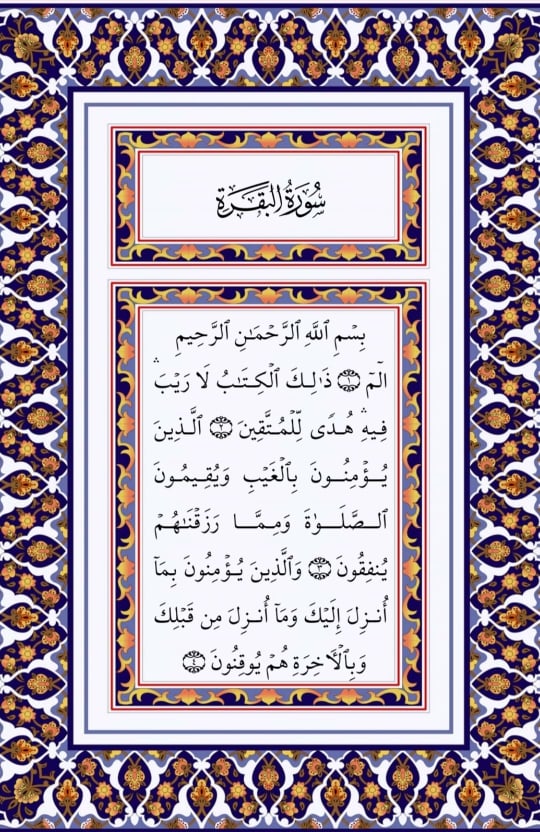 سُورَةُ الْبَقَرَةِ
بِسۡمِ ٱللَّهِ ٱلرَّحۡمَـٰنِ ٱلرَّحِيمِ
الٓمٓ ۝١ ذَٰلِكَ ٱلۡكِتَـٰبُ لَا رَيۡبَۛ
فِيهِۛ هُدٗى لِّلۡمُتَّقِينَ ۝٢ ٱلَّذِينَ
يُؤۡمِنُونَ بِٱلۡغَيۡبِ وَيُقِيمُونَ
ٱلصَّلَوٰةَ وَمِمَّا رَزَقۡنَـٰهُمۡ
يُنفِقُونَ ۝٣ وَٱلَّذِينَ يُؤۡمِنُونَ بِمَآ
أُنزِلَ إِلَيۡكَ وَمَآ أُنزِلَ مِن قَبۡلِكَ
وَبِٱلۡأَخِرَةِ هُمۡ يُوقِنُونَ ۝٤